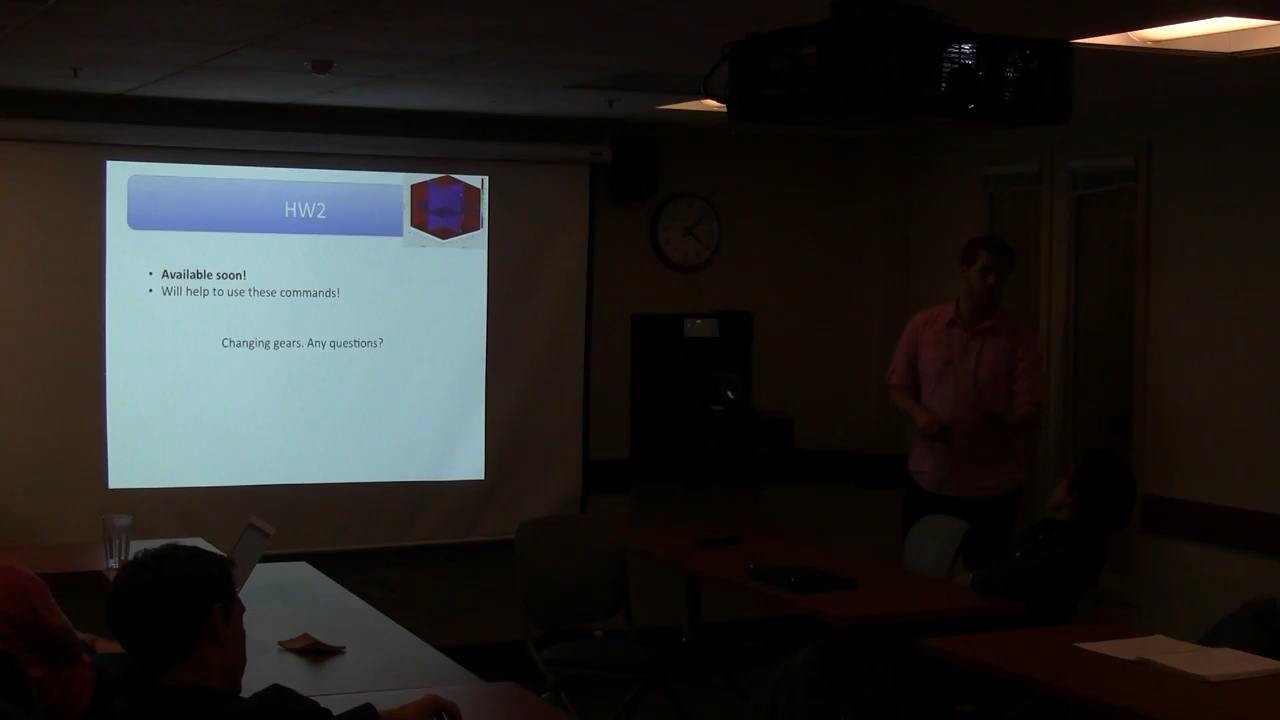 HW2
• Available soon!
• Will help to use these commands!
Changing gears. Any questions?